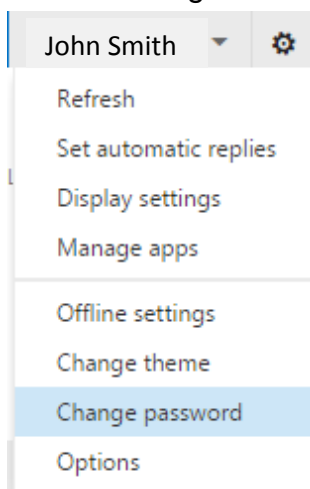 John Smith
Refresh
Set automatic replies
Display settings
Manage apps
Offline settings
Change theme
Change password
Options